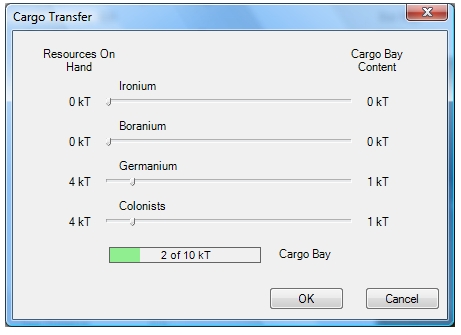 Cargo Transfer
Resources On Hand
Cargo Bay Content
Ironium
0 kT
0 kT
Boranium
0 kT
0 kT
Germanium
4 kT
1 kT
Colonists
4 kT
1 kT
2 of 10 kT
Cargo Bay
OK
Cancel